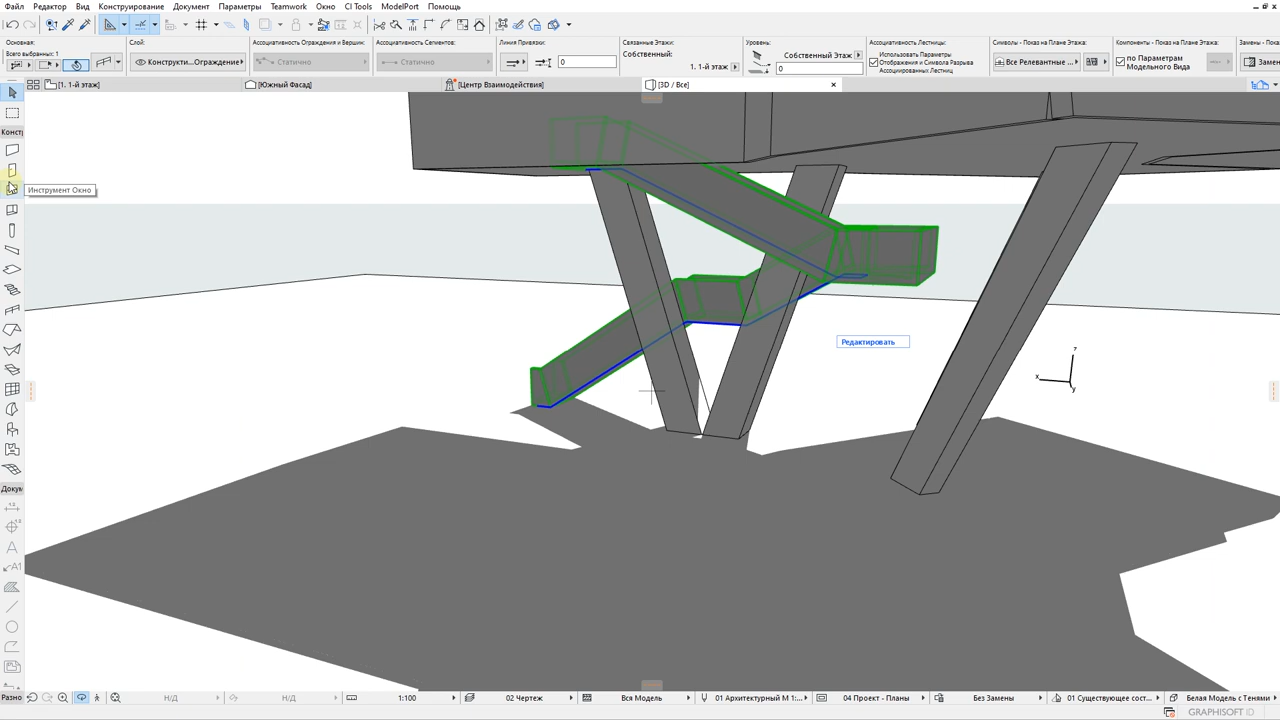 Файл Редактор Вид Конструирование Документ Параметры Teamwork Окно CI Tools ModelPort Помощь
Основная: Слой: Ассоциативность Ограждения и Вершин: Ассоциативность Сегментов: Линия Привязки: Связанные Этажи: Уровень: Ассоциативность Лестницы: Символы - Показ на Плане Этажа: Компоненты - Показ на Плане Этажа: Замены - По
Всего выбранных: 1
Собственный: Собственный Этаж
Использовать Параметры
Отображения и Символа Разрыва
Ассоциированных Лестниц
Конструкти...Ограждение Статично Статично 0 1. 1-й этаж 0 Все Релевантные ... по Параметрам
Модельного Вида Замен
[1. 1-й этаж] [Южный Фасад] [Центр Взаимодействия] [3D / Все]
Конст
Инструмент Окно
Редактировать
z
x
y
Докум
1.2
A
A1
Разно Н/Д Н/Д 1:100 02 Чертеж Вся Модель 01 Архитектурный М 1:... 04 Проект - Планы Без Замены 01 Существующее сост... Белая Модель с Тенями
GRAPHISOFT ID